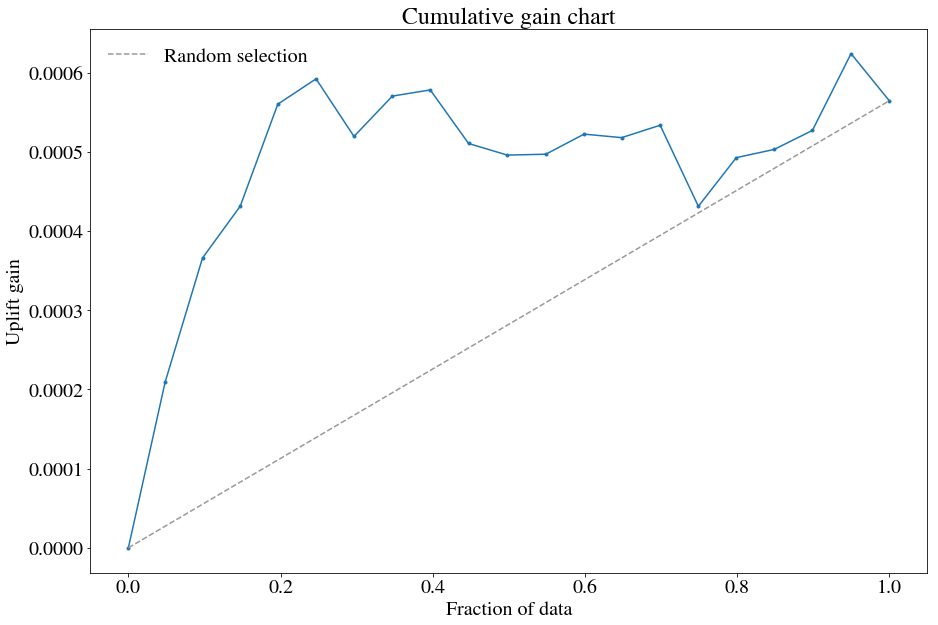 Cumulative gain chart
Random selection
Uplift gain
0.0006
0.0005
0.0004
0.0003
0.0002
0.0001
0.0000
0.0 0.2 0.4 0.6 0.8 1.0
Fraction of data